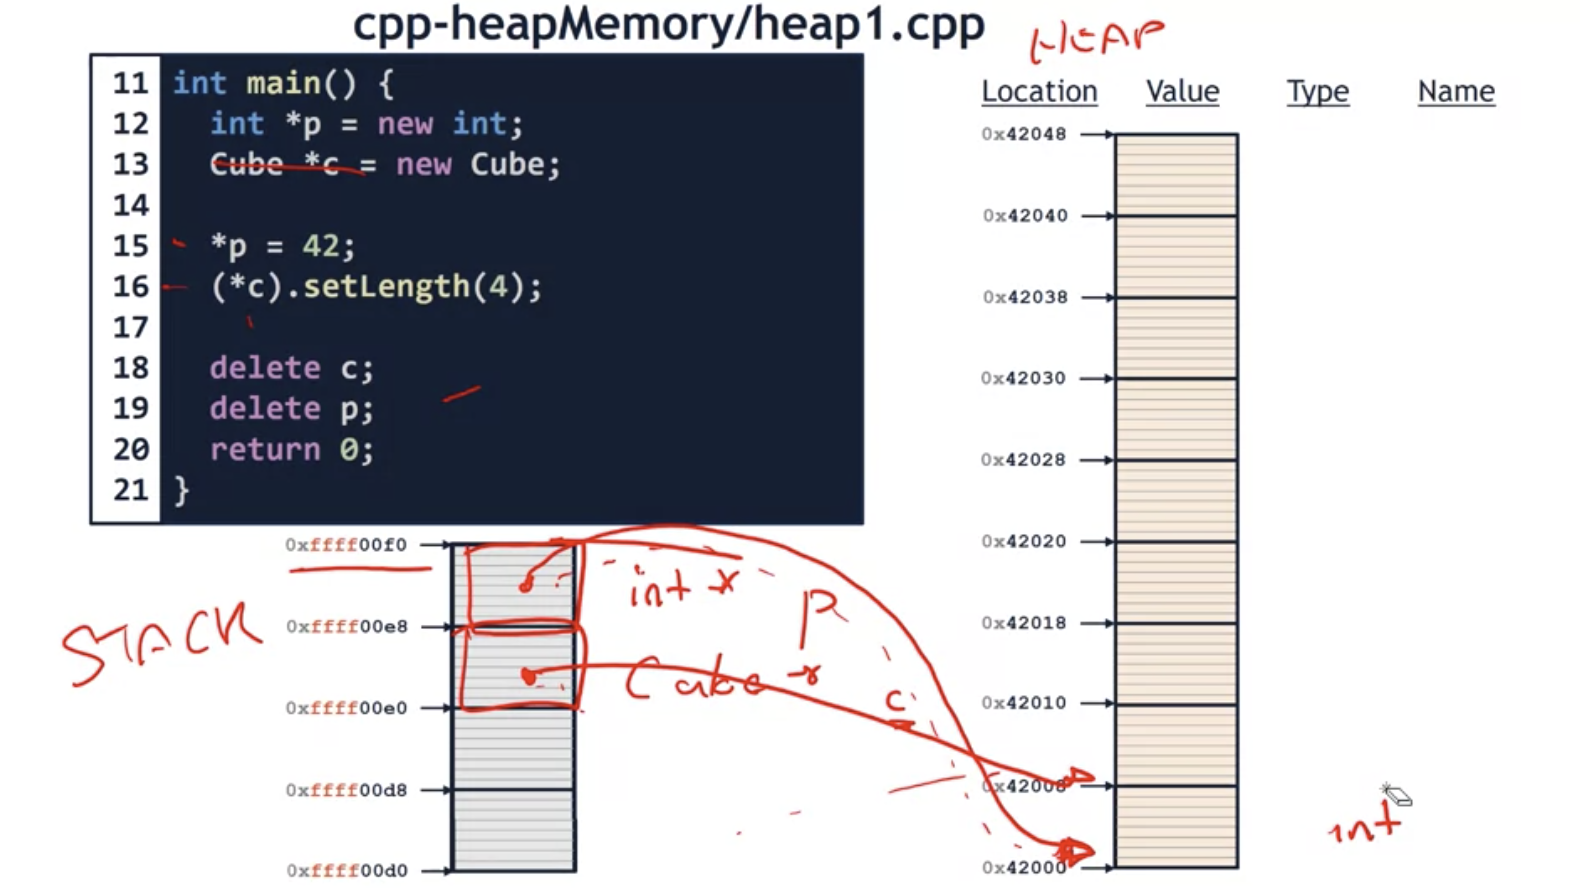 cpp-heapMemory/heap1.cpp
HEAP
11 int main() {
12 int *p = new int;
13 Cube *c = new Cube;
14
15 *p = 42;
16 (*c).setLength(4);
17
18 delete c;
19 delete p;
20 return 0;
21 }
Location Value Type Name
0x42048
0x42040
0x42038
0x42030
0x42028
0x42020
0x42018
0x42010
0x42008
0x42000
int
STACK
0xffff00f0
0xffff00e8
0xffff00e0
0xffff00d8
0xffff00d0
int * p
Cube * c